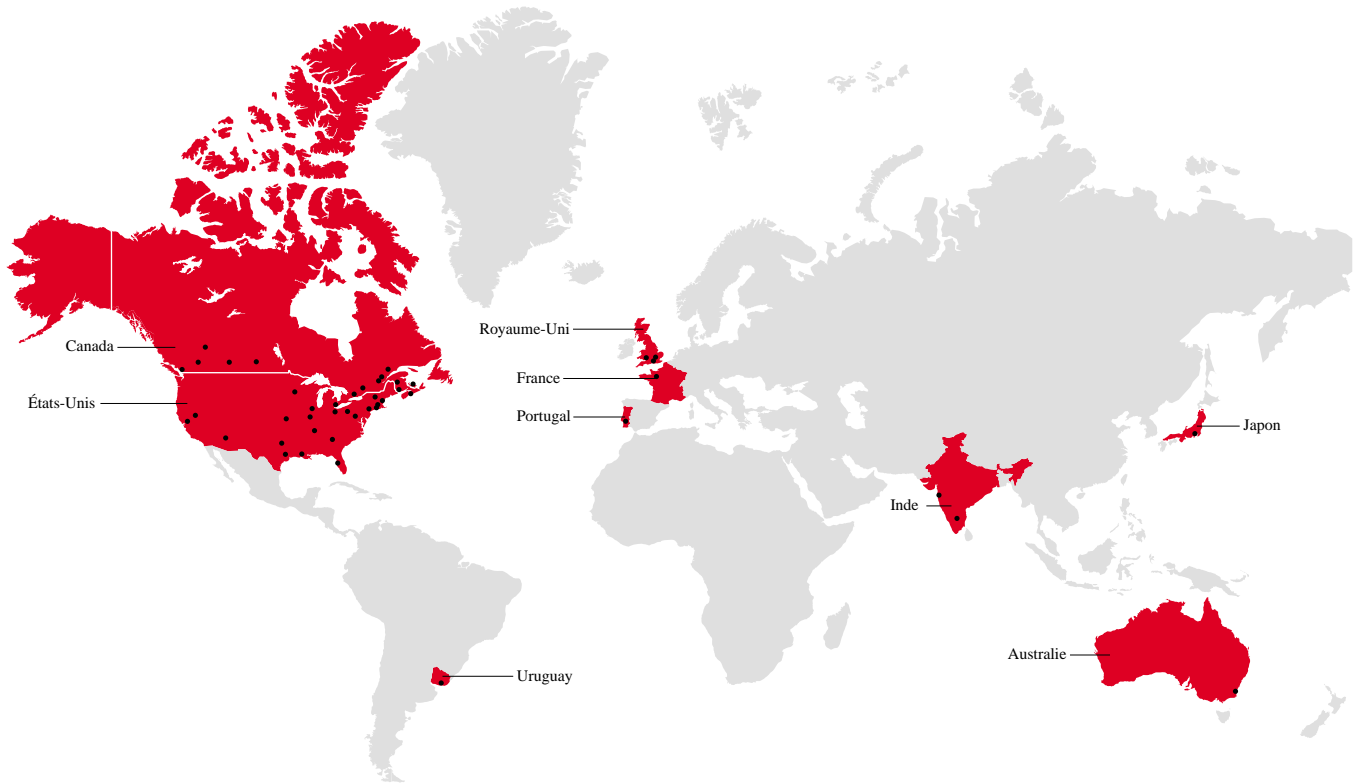 Royaume-Uni
Canada
France
États-Unis
Portugal
Japon
Inde
Australie
Uruguay